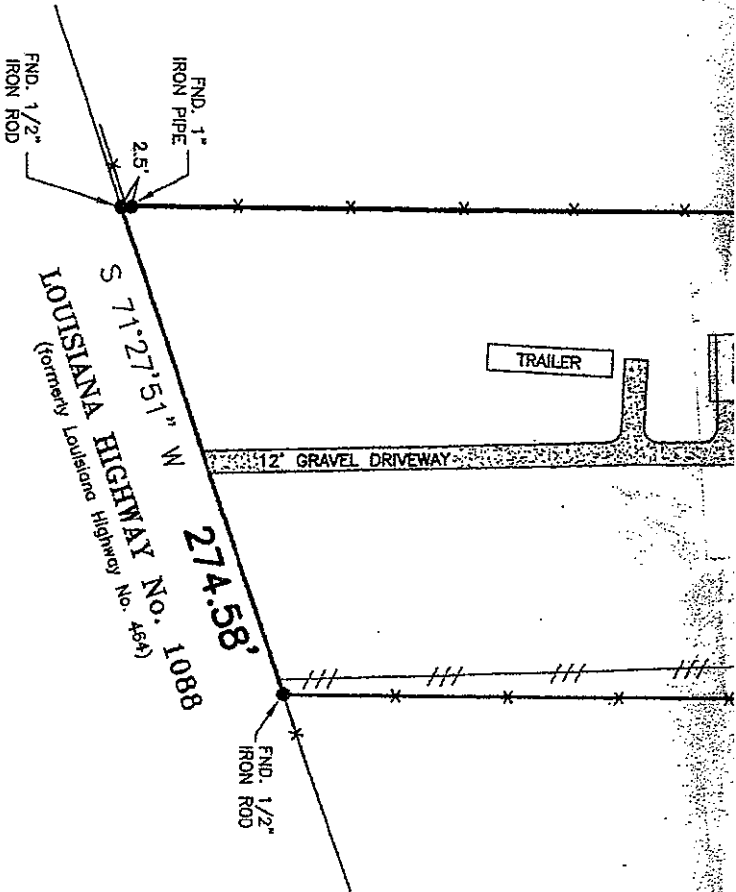 FND. 1"
IRON PIPE
2.5'
FND. 1/2"
IRON ROD
TRAILER
12' GRAVEL DRIVEWAY
S 71°27'51" W
274.58'
LOUISIANA HIGHWAY No. 1088
(formerly Louisiana Highway No. 464)
FND. 1/2"
IRON ROD